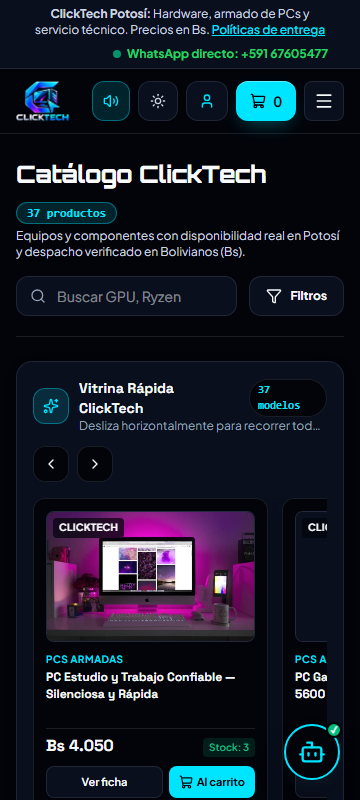 ClickTech Potosí: Hardware, armado de PCs y
servicio técnico. Precios en Bs. Políticas de entrega
WhatsApp directo: +591 67605477
CLICKTECH
0
Catálogo ClickTech
37 productos
Equipos y componentes con disponibilidad real en Potosí
y despacho verificado en Bolivianos (Bs).
Buscar GPU, Ryzen
Filtros
Vitrina Rápida
ClickTech
37
modelos
Desliza horizontalmente para recorrer tod...
CLICKTECH
CLIC
PCS ARMADAS
PC Estudio y Trabajo Confiable —
Silenciosa y Rápida
PCS A
PC Ga
5600
Bs 4.050
Stock: 3
Ver ficha
Al carrito